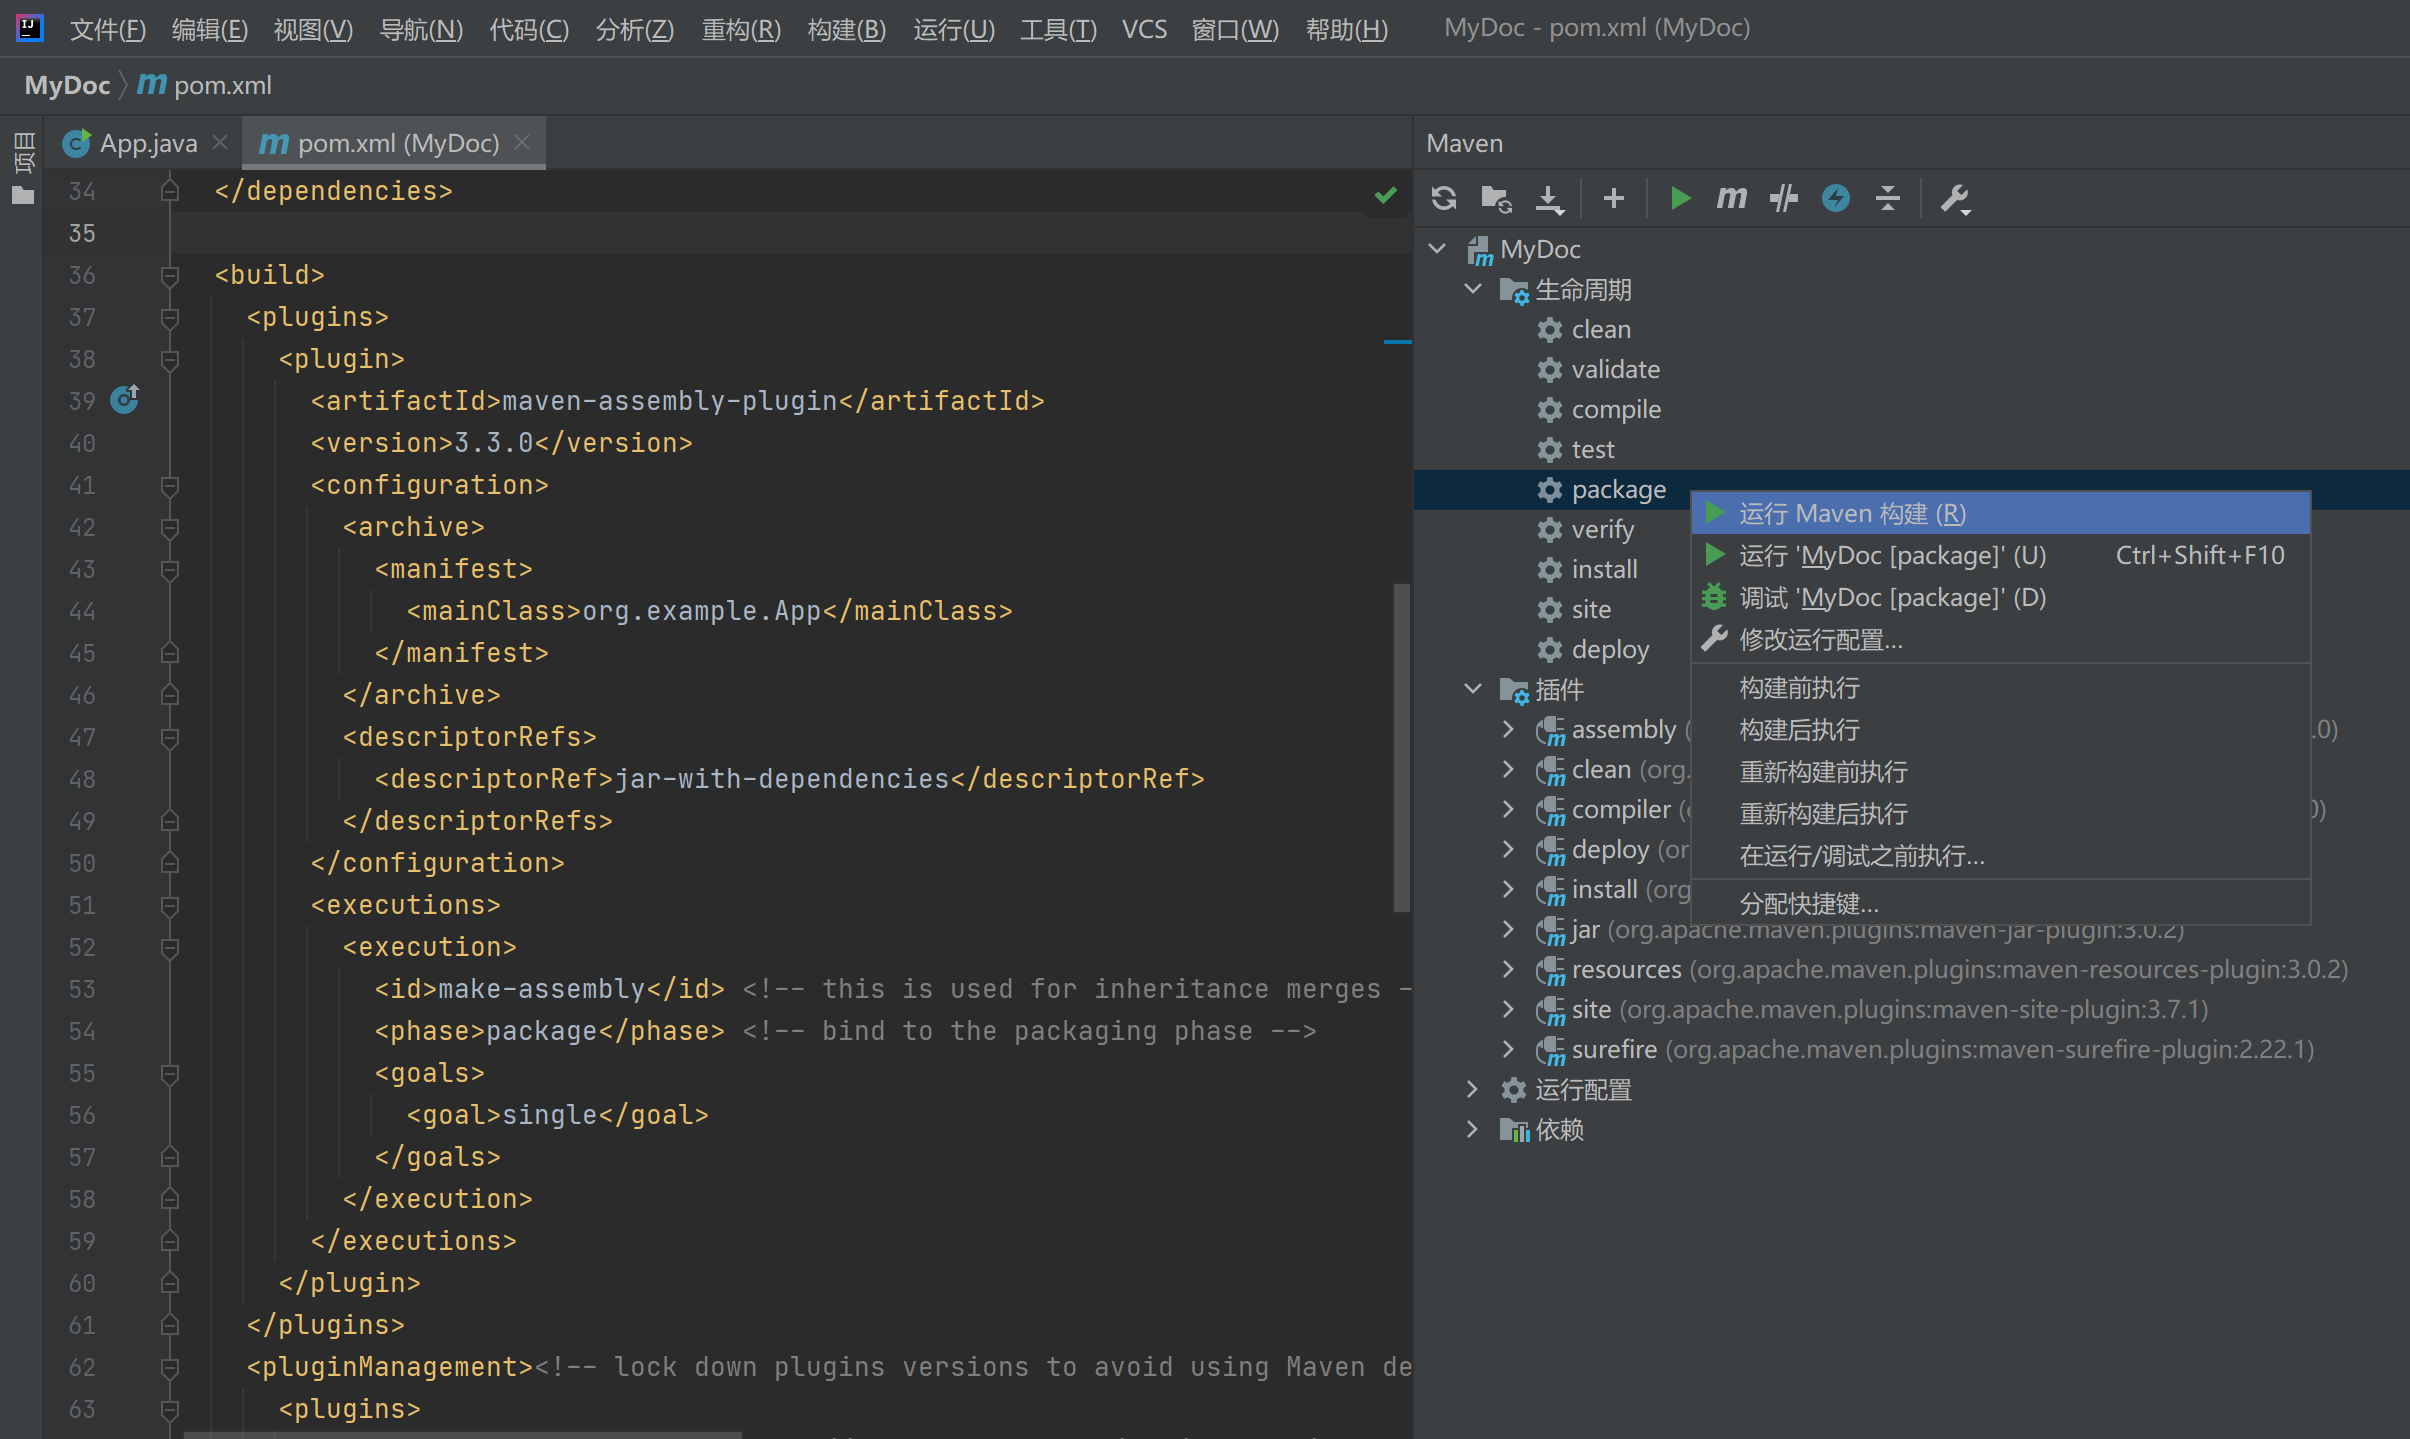 文件(F) 编辑(E) 视图(V) 导航(N) 代码(C) 分析(Z) 重构(R) 构建(B) 运行(U) 工具(T) VCS 窗口(W) 帮助(H) MyDoc - pom.xml (MyDoc)
MyDoc pom.xml
项目
App.java pom.xml (MyDoc)
34 </dependencies>
35
36 <build>
37 <plugins>
38 <plugin>
39 <artifactId>maven-assembly-plugin</artifactId>
40 <version>3.3.0</version>
41 <configuration>
42 <archive>
43 <manifest>
44 <mainClass>org.example.App</mainClass>
45 </manifest>
46 </archive>
47 <descriptorRefs>
48 <descriptorRef>jar-with-dependencies</descriptorRef>
49 </descriptorRefs>
50 </configuration>
51 <executions>
52 <execution>
53 <id>make-assembly</id> <!-- this is used for inheritance merges -
54 <phase>package</phase> <!-- bind to the packaging phase -->
55 <goals>
56 <goal>single</goal>
57 </goals>
58 </execution>
59 </executions>
60 </plugin>
61 </plugins>
62 <pluginManagement><!-- lock down plugins versions to avoid using Maven de
63 <plugins>
Maven
MyDoc
生命周期
clean
validate
compile
test
package
verify
install
site
deploy
插件
assembly ( .0)
clean (org.
compiler ( 0)
deploy (or
install (org
jar (org.apache.maven.plugins:maven-jar-plugin:3.0.2)
resources (org.apache.maven.plugins:maven-resources-plugin:3.0.2)
site (org.apache.maven.plugins:maven-site-plugin:3.7.1)
surefire (org.apache.maven.plugins:maven-surefire-plugin:2.22.1)
运行配置
依赖
运行 Maven 构建 (R)
运行 'MyDoc [package]' (U) Ctrl+Shift+F10
调试 'MyDoc [package]' (D)
修改运行配置...
构建前执行
构建后执行
重新构建前执行
重新构建后执行
在运行/调试之前执行...
分配快捷键...